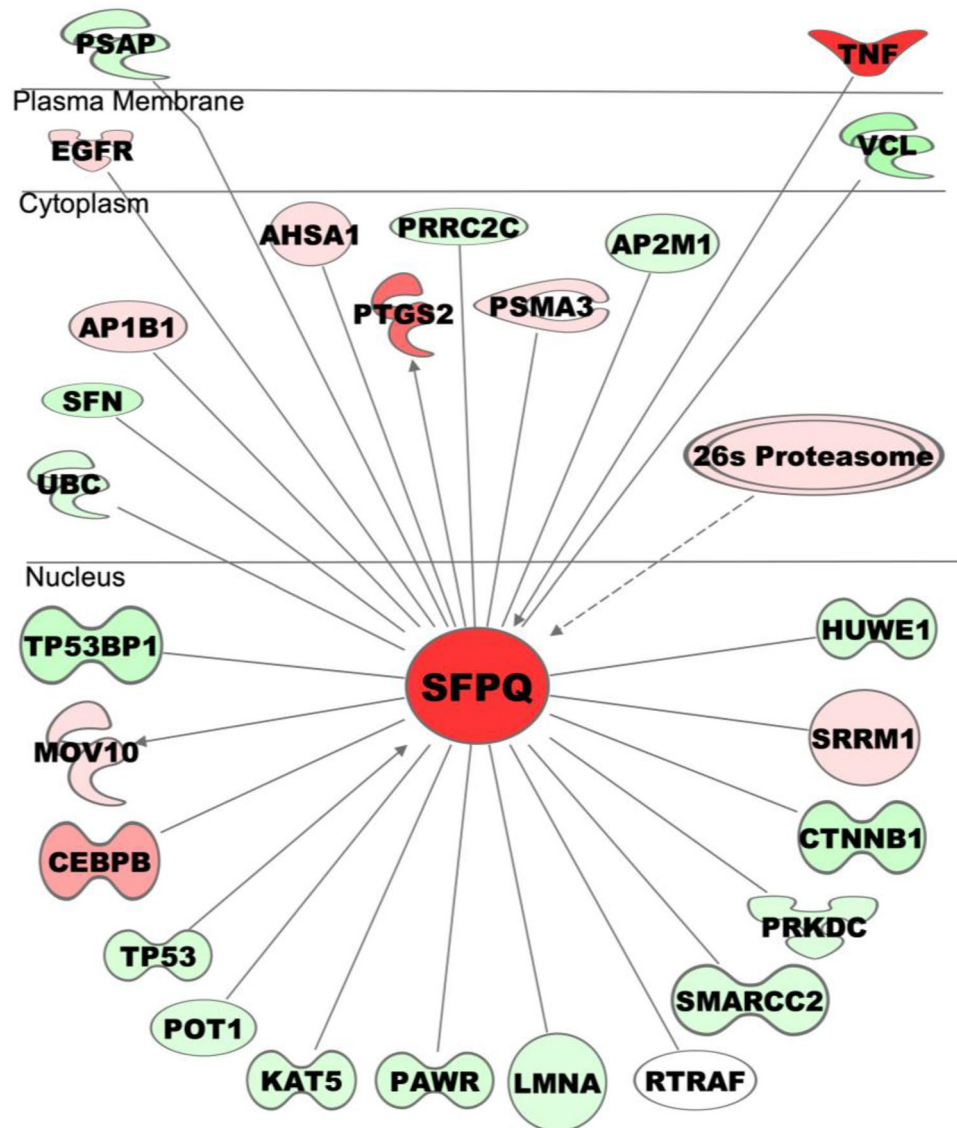 PSAP
TNF
Plasma Membrane
EGFR
VCL
Cytoplasm
AHSA1
PRRC2C
AP2M1
PTGS2
PSMA3
AP1B1
SFN
26s Proteasome
UBC
Nucleus
TP53BP1
HUWE1
SFPQ
MOV10
SRRM1
CEBPB
CTNNB1
PRKDC
TP53
SMARCC2
POT1
KAT5
PAWR
LMNA
RTRAF